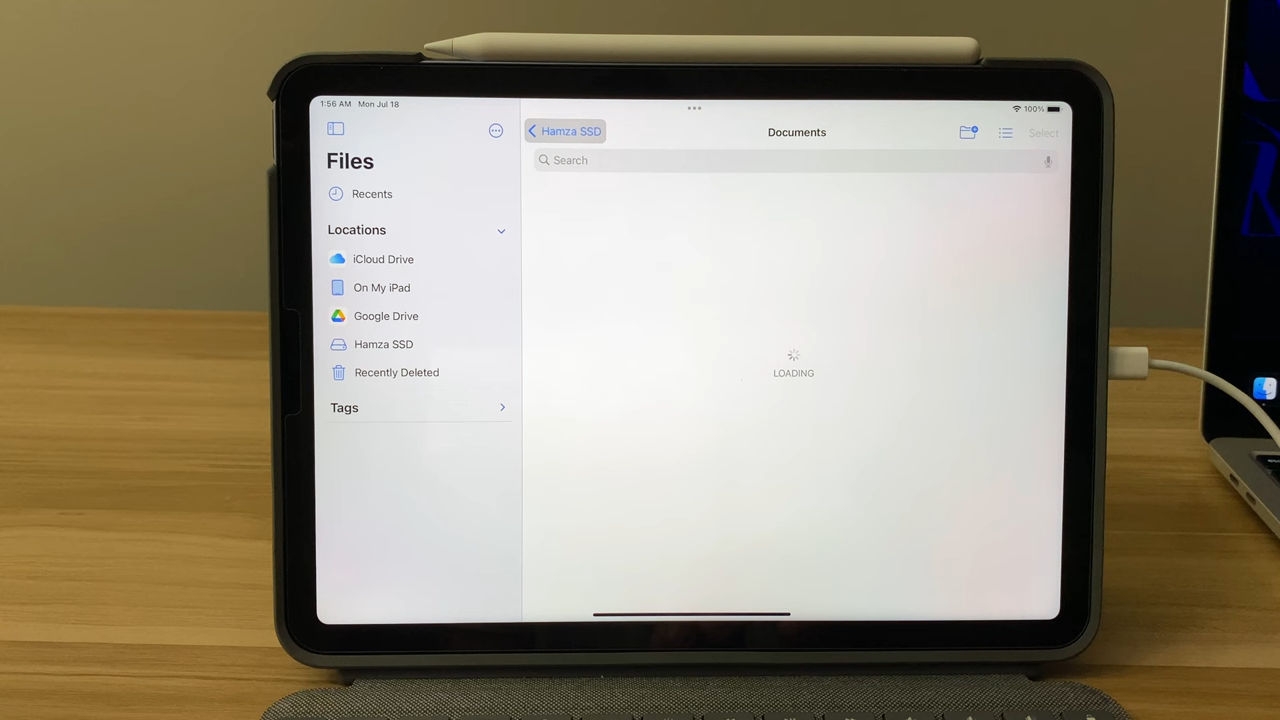 1:56 AM Mon Jul 18
100%
Files
Recents
Locations
iCloud Drive
On My iPad
Google Drive
Hamza SSD
Recently Deleted
Tags
Hamza SSD
Documents
Select
Search
LOADING